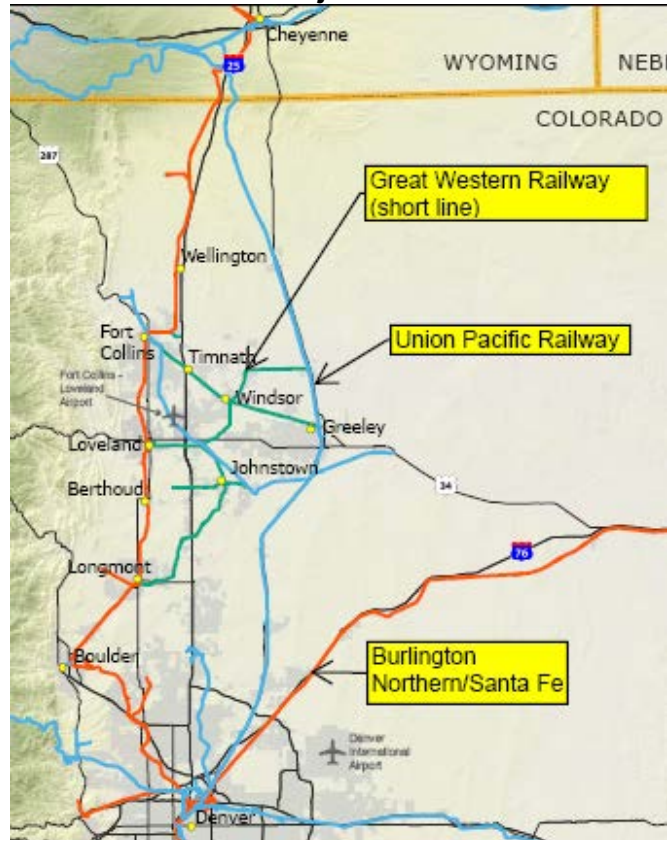 Cheyenne
25
WYOMING
NEB
COLORADO
287
Great Western Railway
(short line)
Wellington
Fort
Collins
Timnath
Union Pacific Railway
Fort Collins -
Loveland
Airport
Windsor
Greeley
Loveland
Johnstown
Berthoud
34
76
Longmont
Boulder
Burlington
Northern/Santa Fe
Denver
International
Airport
Denver